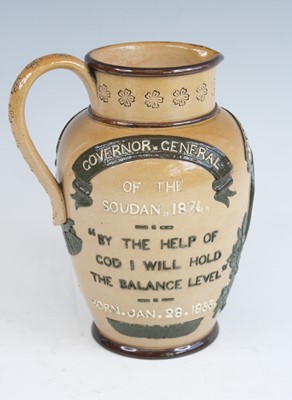 GOVERNOR.GENERAL
OF THE
SOUDAN. 1874.
"BY THE HELP OF
GOD I WILL HOLD
THE BALANCE LEVEL"
BORN. JAN. 28. 1833.